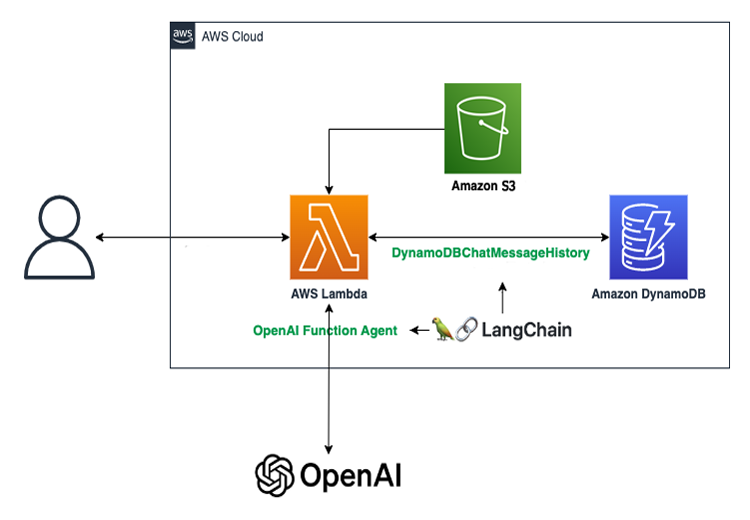 aws
AWS Cloud
Amazon S3
DynamoDBChatMessageHistory
AWS Lambda
Amazon DynamoDB
OpenAI Function Agent
LangChain
OpenAI